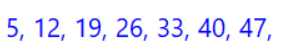 5, 12, 19, 26, 33, 40, 47,